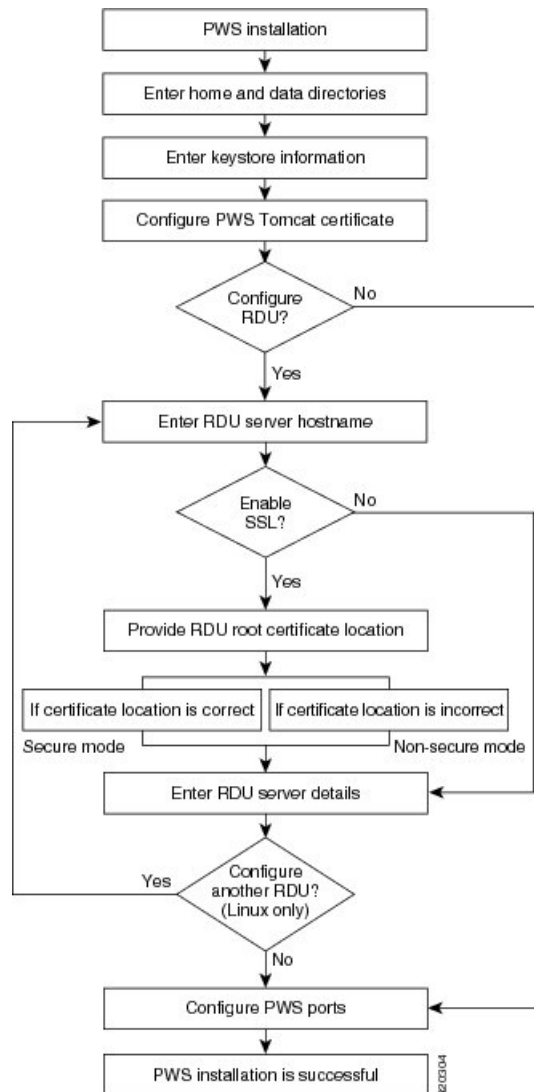 PWS installation
Enter home and data directories
Enter keystore information
Configure PWS Tomcat certificate
Configure
RDU?
No
Yes
Enter RDU server hostname
Enable
SSL?
No
Yes
Provide RDU root certificate location
If certificate location is correct
If certificate location is incorrect
Secure mode
Non-secure mode
Enter RDU server details
Configure
another RDU?
(Linux only)
Yes
No
Configure PWS ports
PWS installation is successful